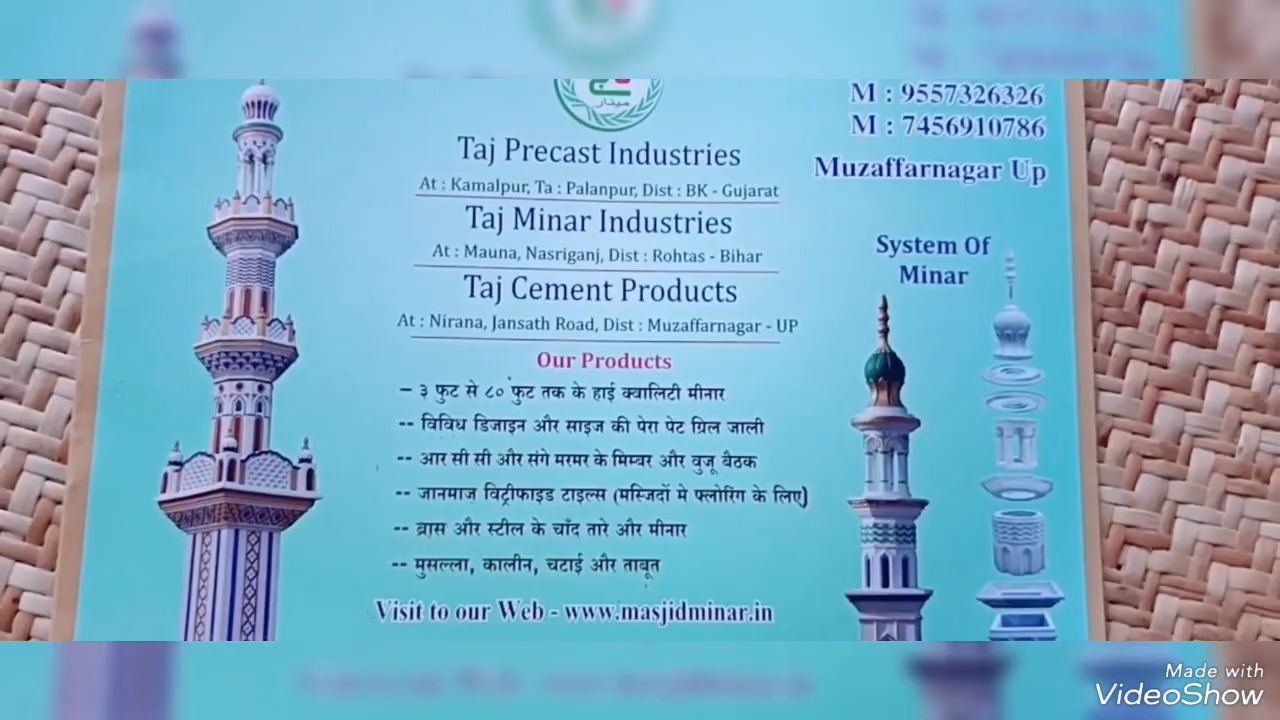 مینار
M : 9557326326
M : 7456910786
Muzaffarnagar Up
Taj Precast Industries
At : Kamalpur, Ta : Palanpur, Dist : BK - Gujarat
Taj Minar Industries
At : Mauna, Nasriganj, Dist : Rohtas - Bihar
Taj Cement Products
At : Nirana, Jansath Road, Dist : Muzaffarnagar - UP
System Of
Minar
Our Products
– ३ फुट से ८० फुट तक के हाई क्वालिटी मीनार
-- विविध डिजाइन और साइज की पेरा पेट ग्रिल जाली
-- आर सी सी और संगे मरमर के मिम्बर और वुजू बैठक
-- जानमाज विट्रीफाइड टाइल्स (मस्जिदों मे फ्लोरिंग के लिए)
-- ब्रास और स्टील के चाँद तारे और मीनार
-- मुसल्ला, कालीन, चटाई और ताबूत
Visit to our Web - www.masjidminar.in
Made with
VideoShow